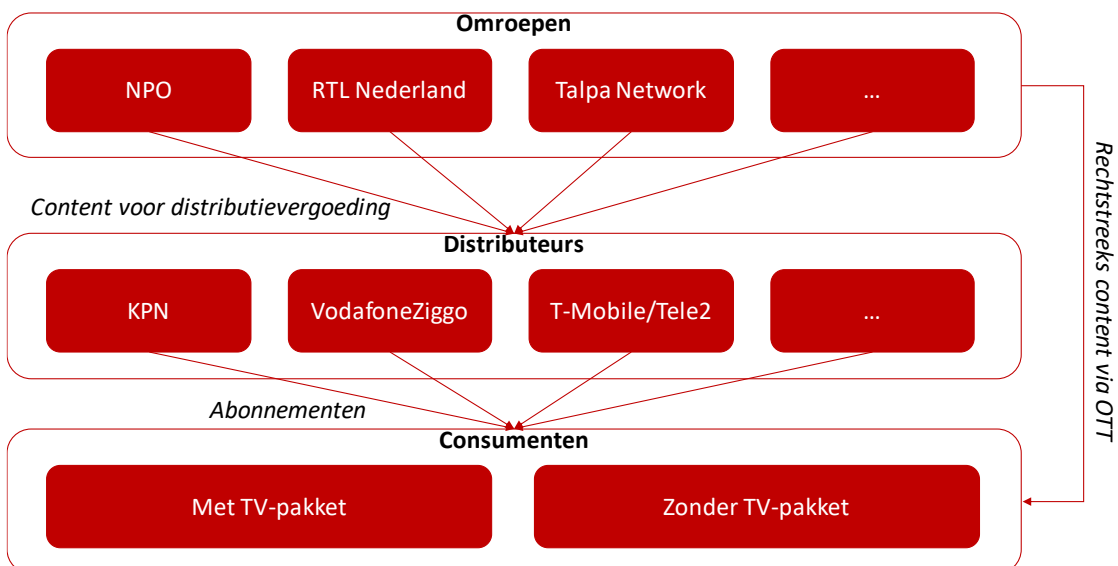 Omroepen
NPO
RTL Nederland
Talpa Network
...
Content voor distributievergoeding
Rechtstreeks content via OTT
Distributeurs
KPN
VodafoneZiggo
T-Mobile/Tele2
...
Abonnementen
Consumenten
Met TV-pakket
Zonder TV-pakket